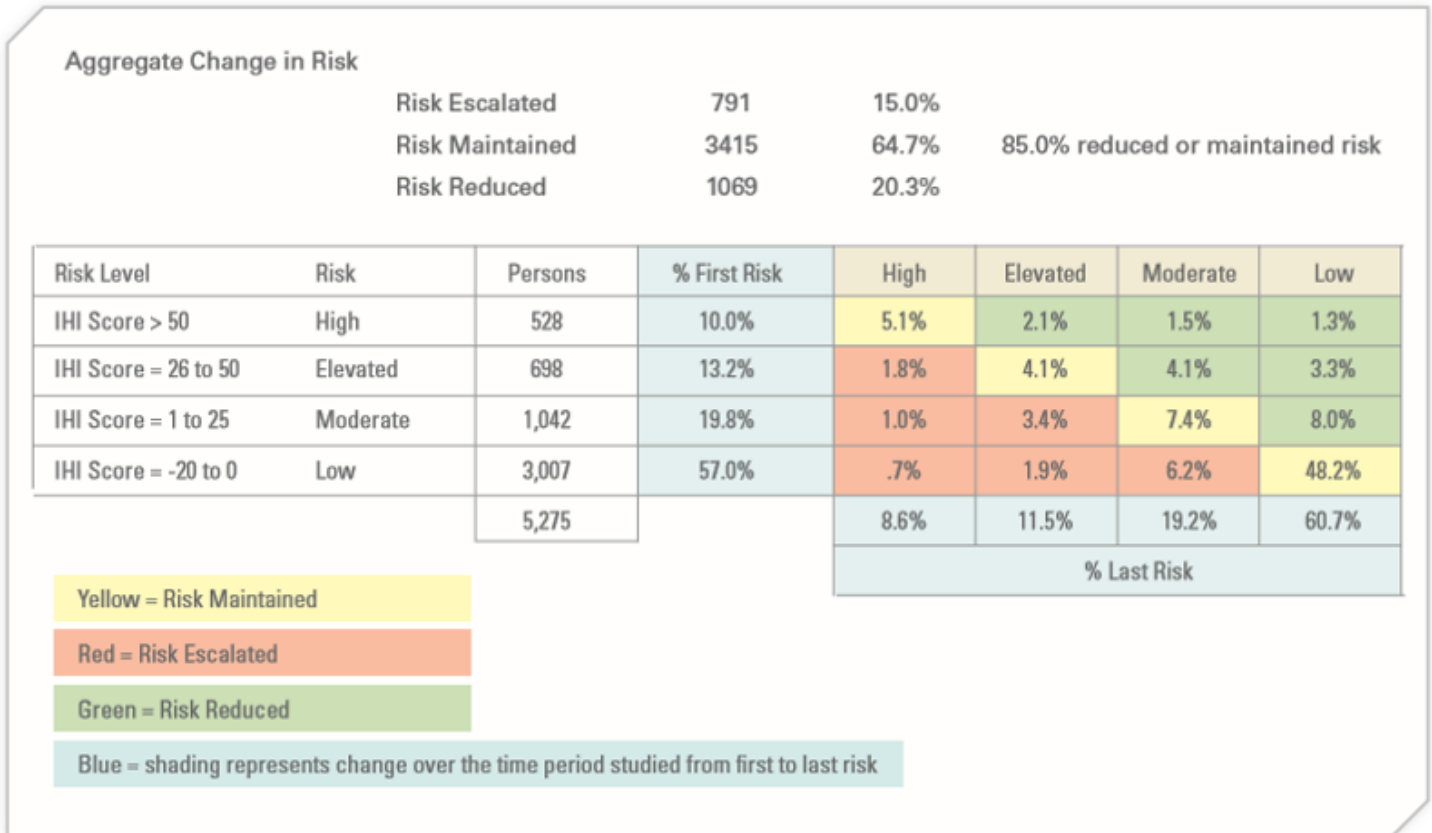 Aggregate Change in Risk
Risk Escalated 791 15.0%
Risk Maintained 3415 64.7% 85.0% reduced or maintained risk
Risk Reduced 1069 20.3%
Risk Level Risk Persons % First Risk High Elevated Moderate Low
IHI Score > 50 High 528 10.0% 5.1% 2.1% 1.5% 1.3%
IHI Score = 26 to 50 Elevated 698 13.2% 1.8% 4.1% 4.1% 3.3%
IHI Score = 1 to 25 Moderate 1,042 19.8% 1.0% 3.4% 7.4% 8.0%
IHI Score = -20 to 0 Low 3,007 57.0% .7% 1.9% 6.2% 48.2%
5,275 8.6% 11.5% 19.2% 60.7%
% Last Risk
Yellow = Risk Maintained
Red = Risk Escalated
Green = Risk Reduced
Blue = shading represents change over the time period studied from first to last risk